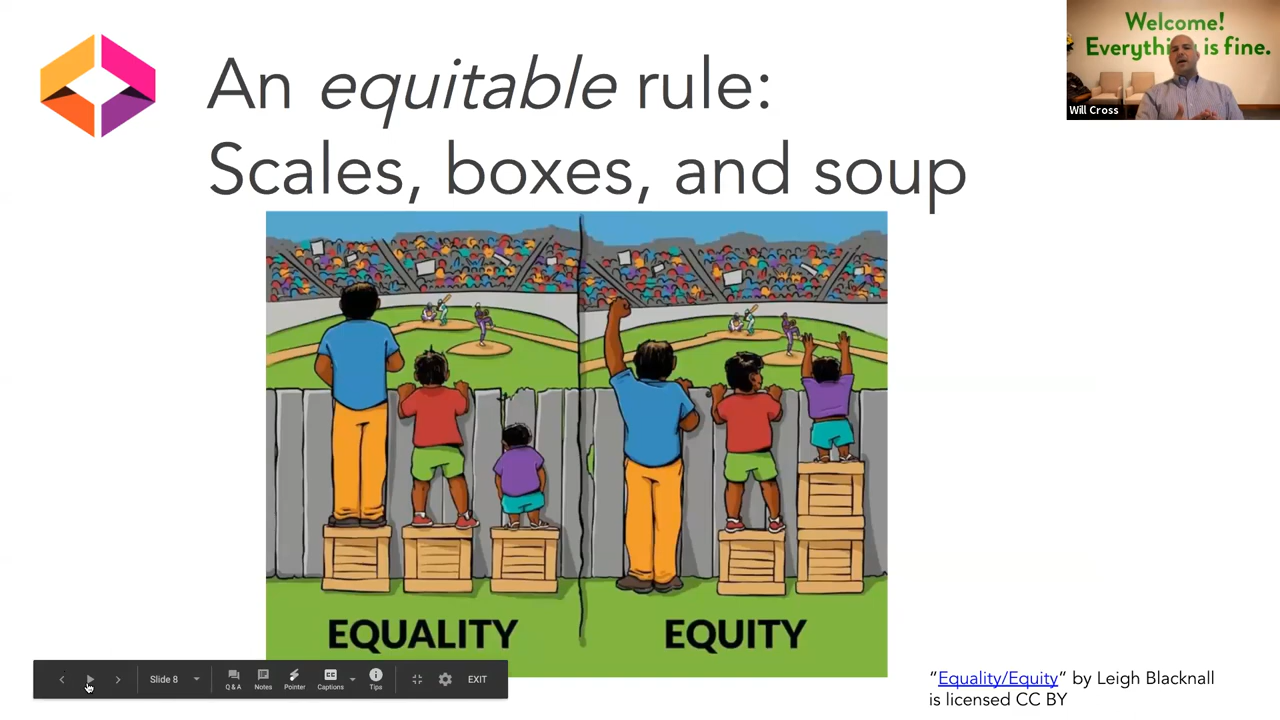 An equitable rule:
Scales, boxes, and soup
Welcome!
Everything is fine.
Will Cross
EQUALITY
EQUITY
Slide 8
Q & A
Notes
Pointer
CC
Captions
Tips
EXIT
"Equality/Equity" by Leigh Blacknall
is licensed CC BY